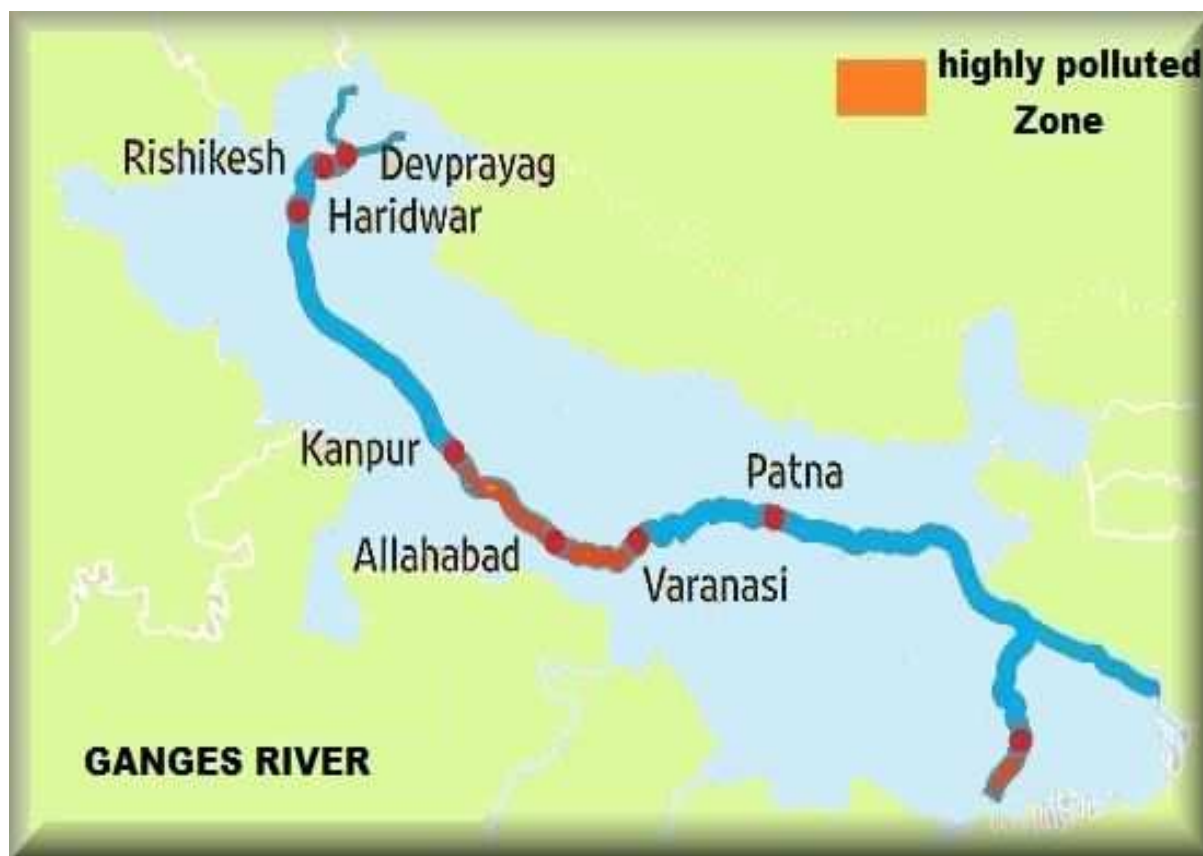 highly polluted
Zone
Rishikesh
Devprayag
Haridwar
Kanpur
Patna
Allahabad
Varanasi
GANGES RIVER